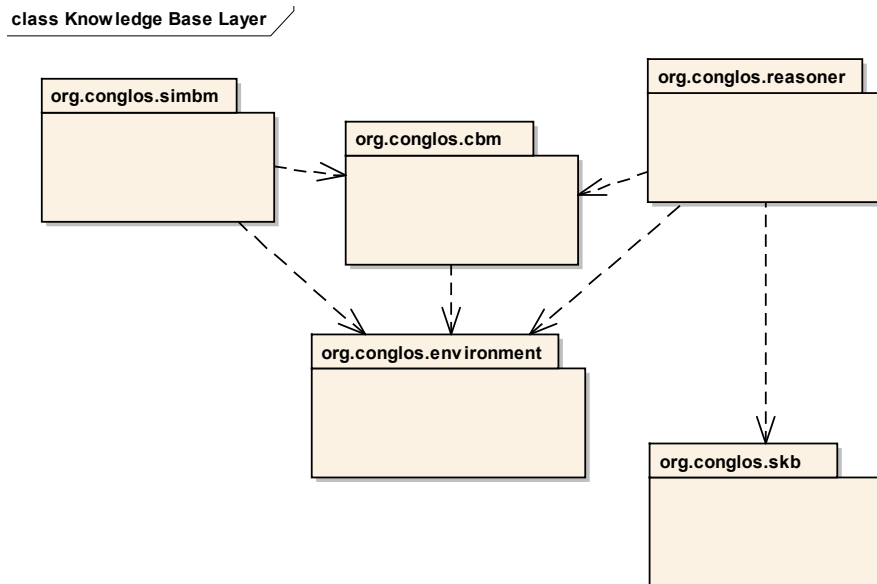 class Knowledge Base Layer
org.conglos.simbm
org.conglos.cbm
org.conglos.reasoner
org.conglos.environment
org.conglos.skb